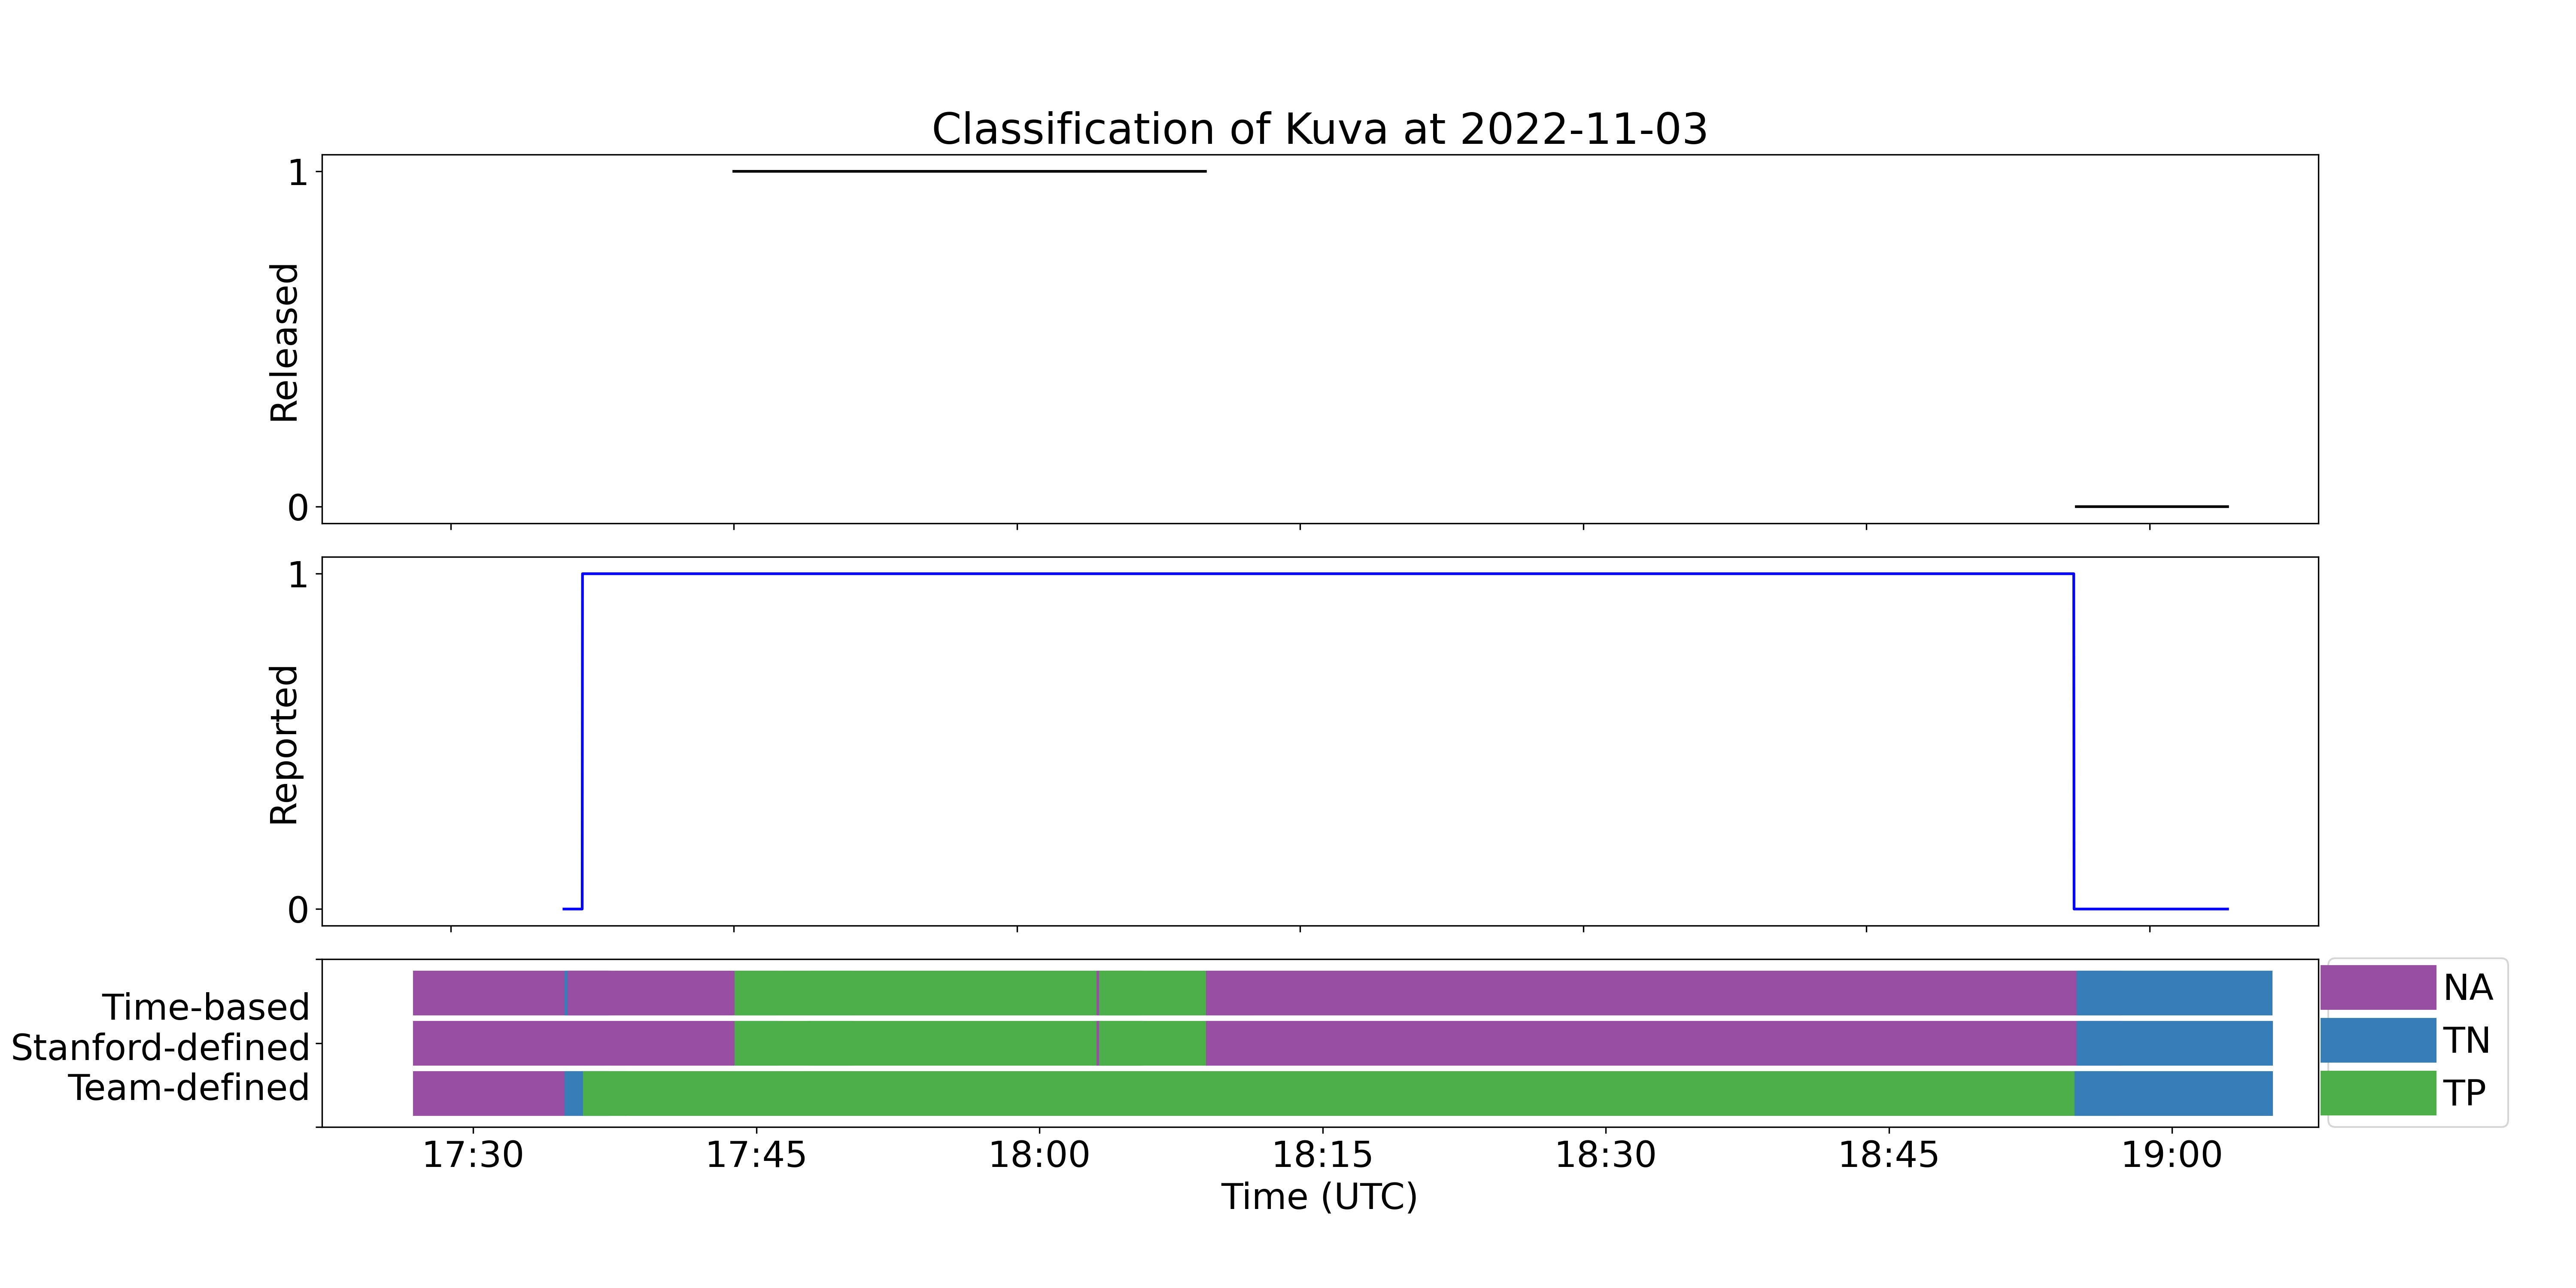 Classification of Kuva at 2022-11-03
1
Released
0
1
Reported
0
Time-based
Stanford-defined
Team-defined
NA
TN
TP
17:30 17:45 18:00 18:15 18:30 18:45 19:00
Time (UTC)